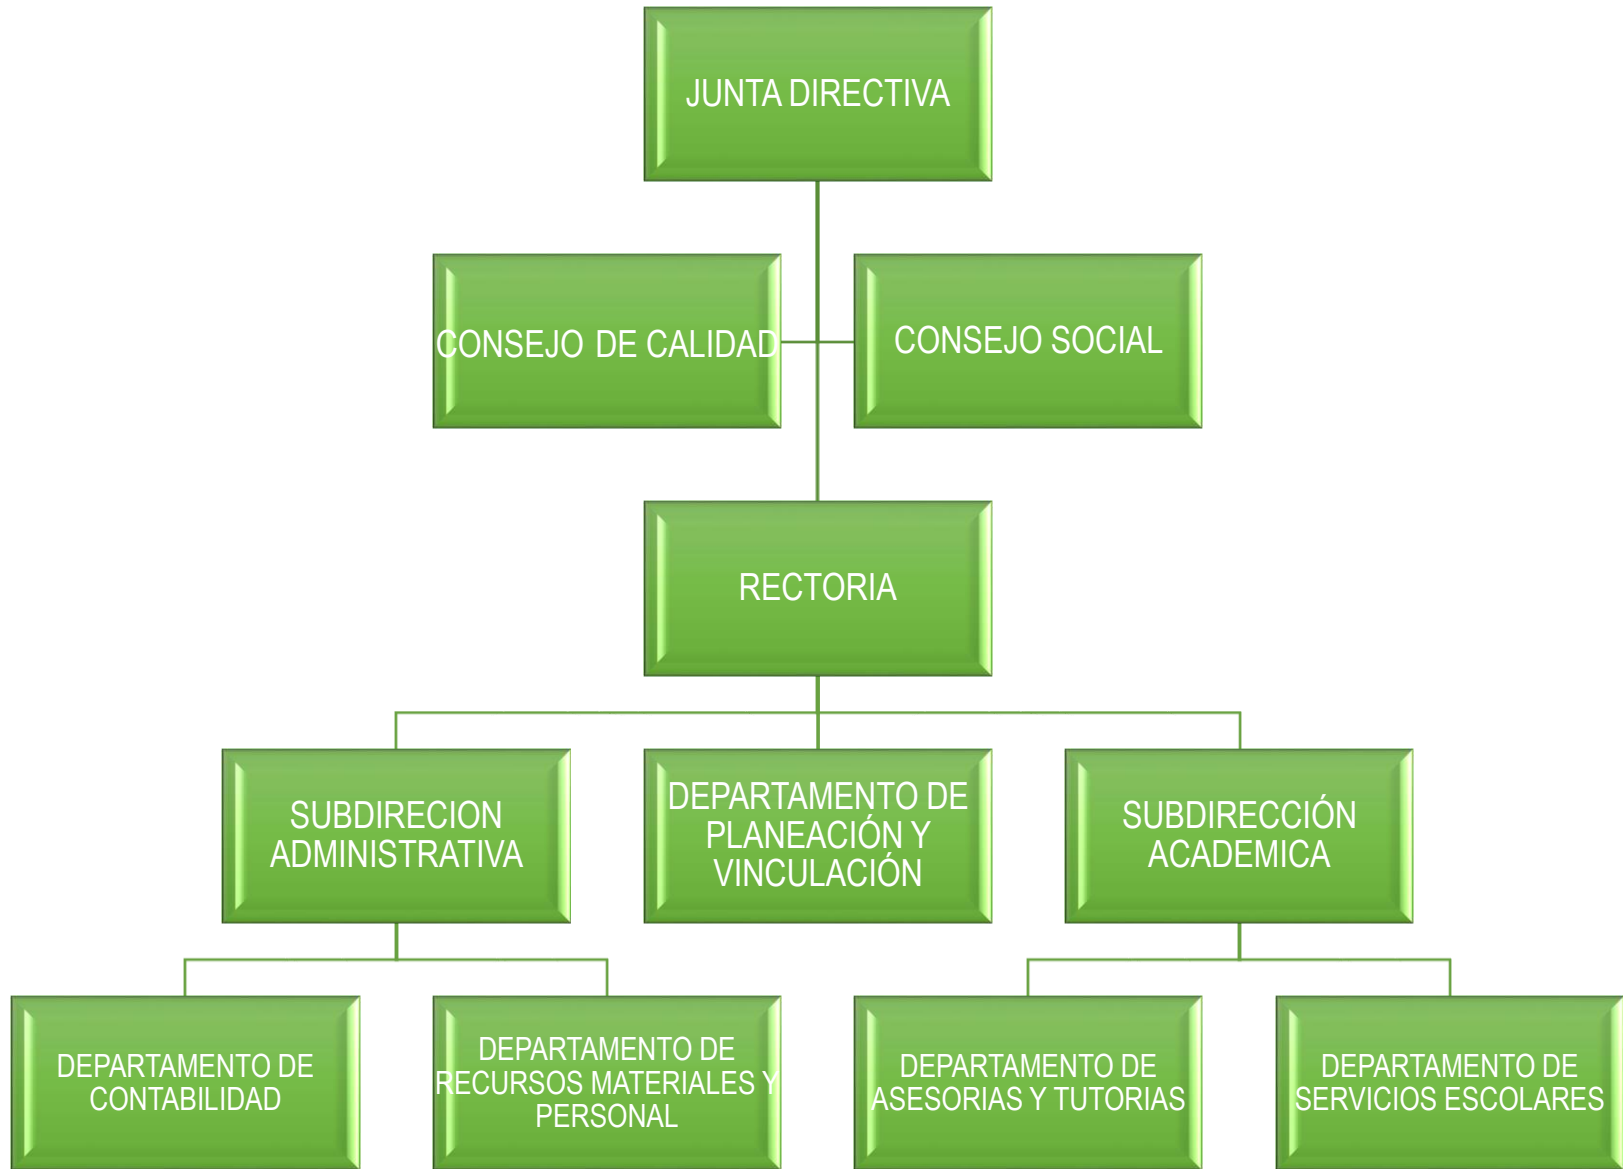 JUNTA DIRECTIVA
CONSEJO DE CALIDAD
CONSEJO SOCIAL
RECTORIA
SUBDIRECION
ADMINISTRATIVA
DEPARTAMENTO DE
PLANEACIÓN Y
VINCULACIÓN
SUBDIRECCIÓN
ACADEMICA
DEPARTAMENTO DE
CONTABILIDAD
DEPARTAMENTO DE
RECURSOS MATERIALES Y
PERSONAL
DEPARTAMENTO DE
ASESORIAS Y TUTORIAS
DEPARTAMENTO DE
SERVICIOS ESCOLARES